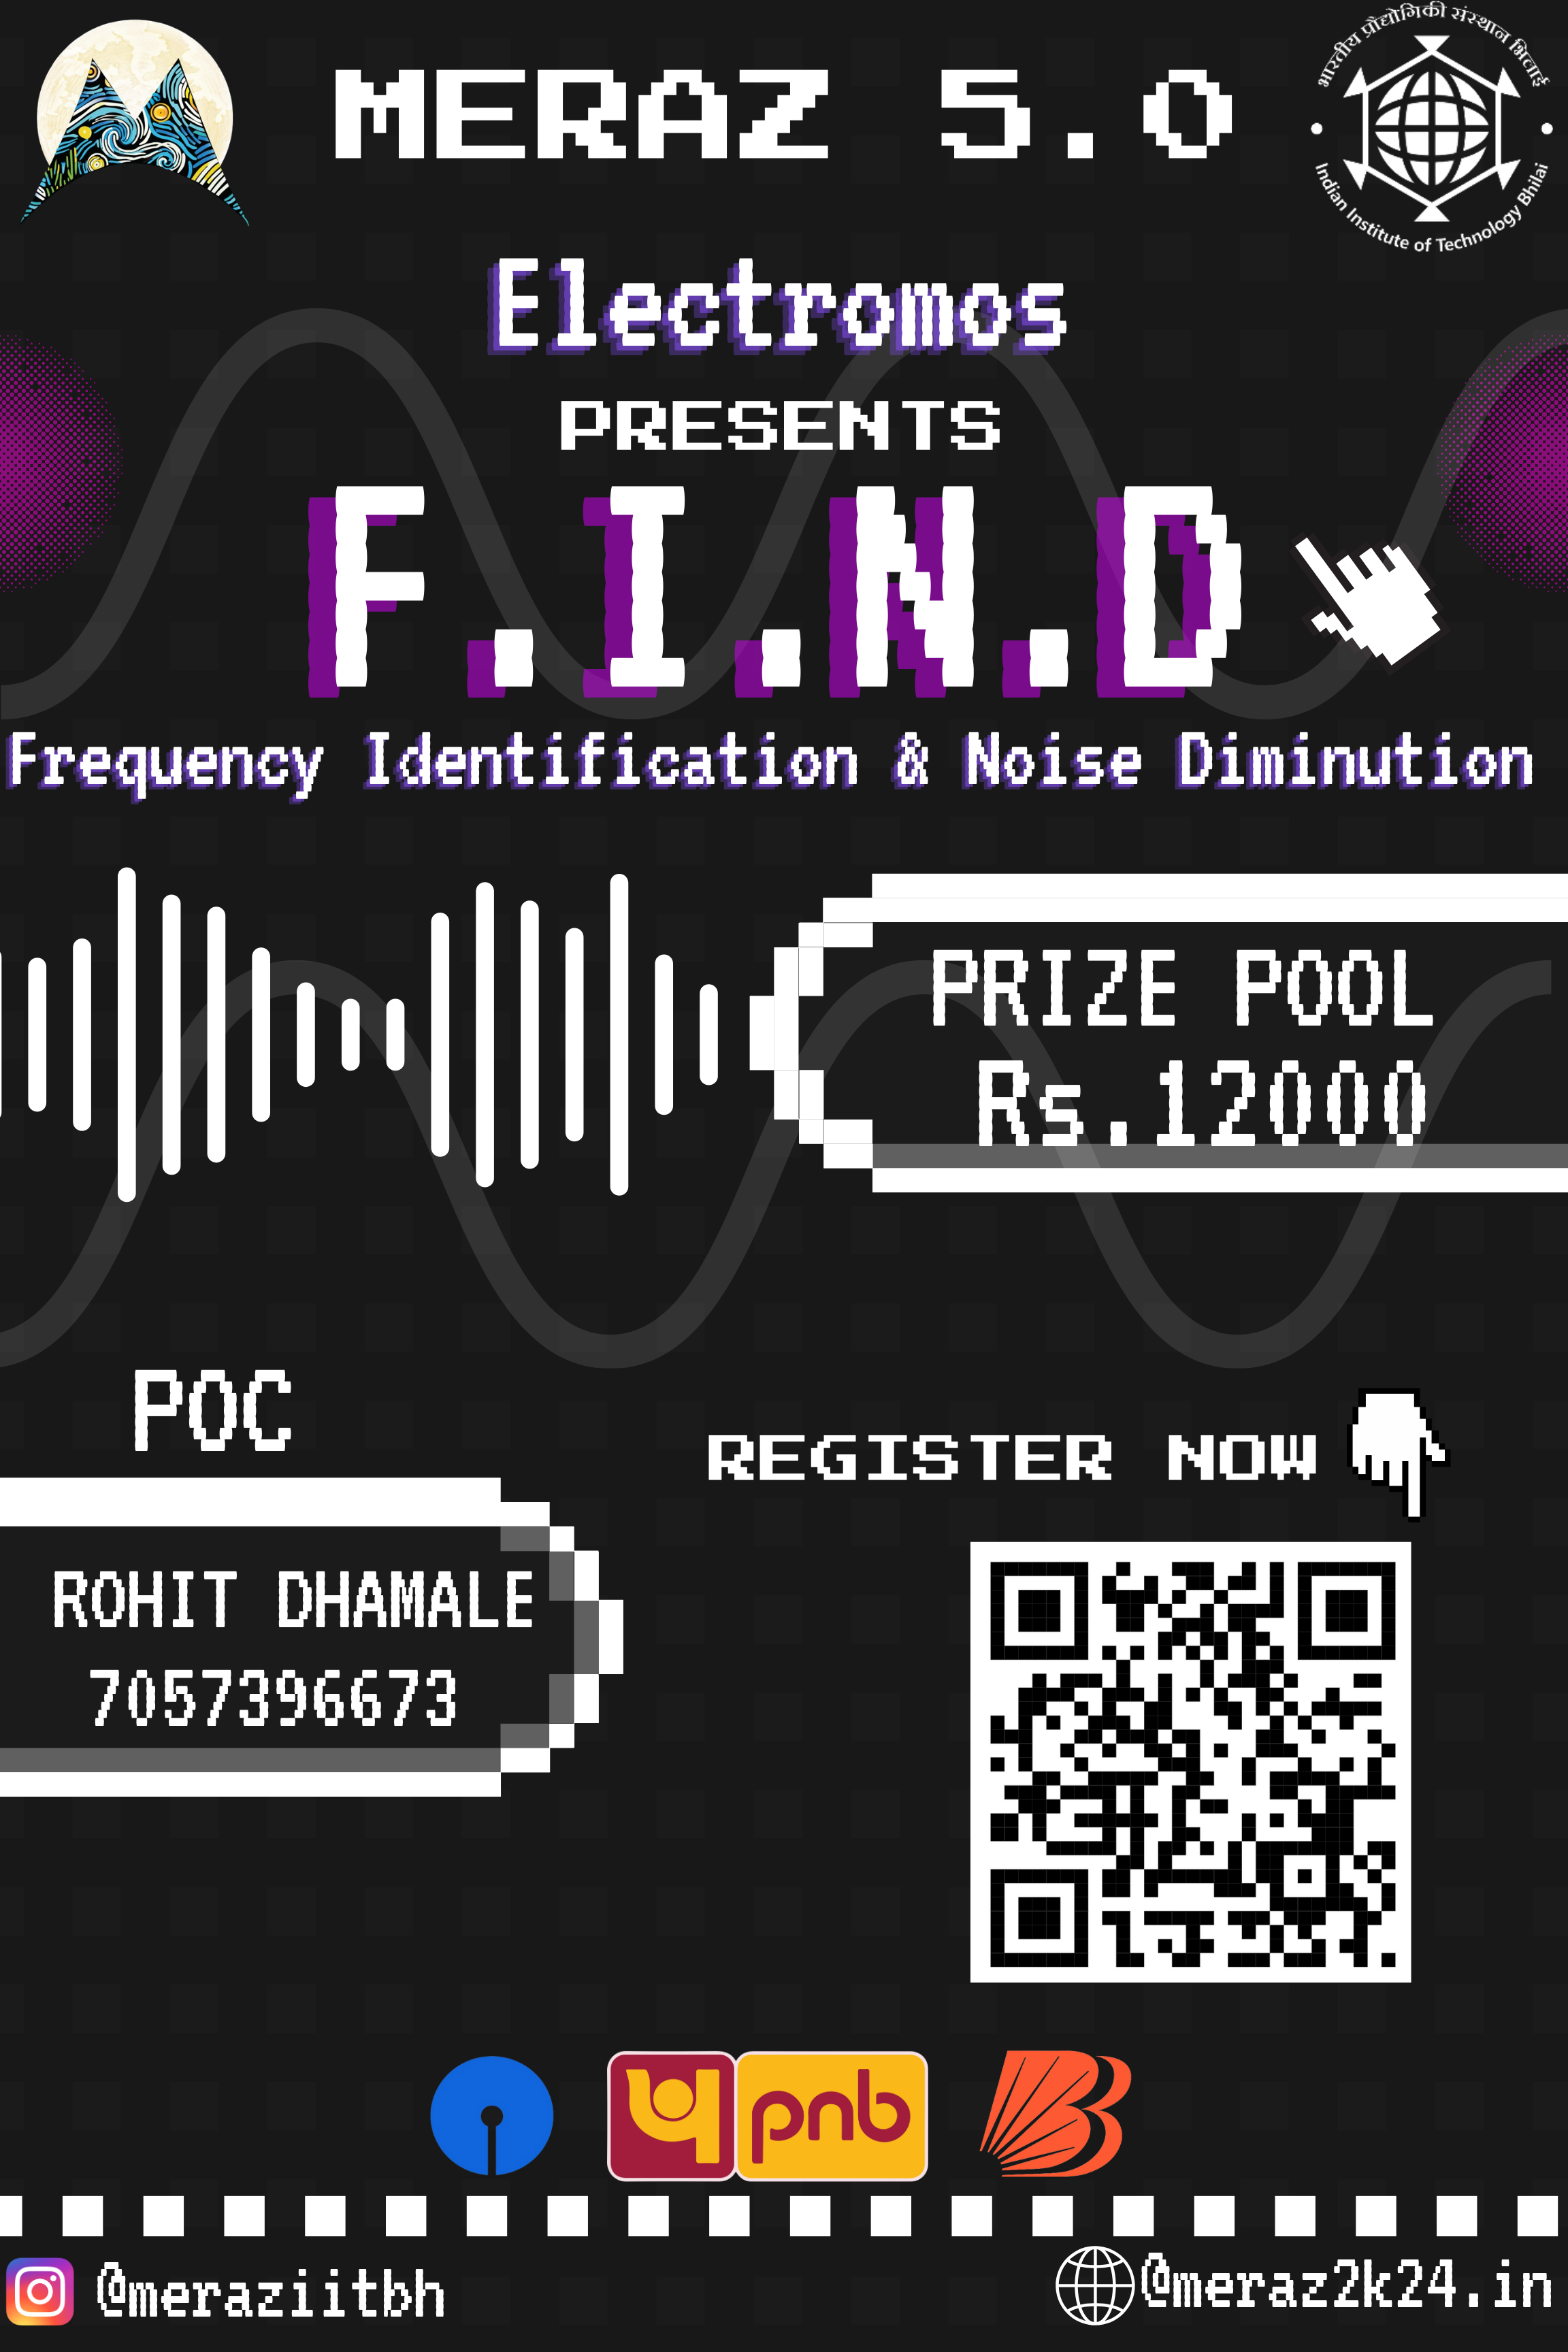 MERAZ 5.0
भारतीय प्रौद्योगिकी संस्थान भिलाई
Indian Institute of Technology Bhilai
Electromos
PRESENTS
F.I.N.D
Frequency Identification & Noise Diminution
PRIZE POOL
Rs.12000
POC
REGISTER NOW
ROHIT DHAMALE
7057396673
प pnb
@meraziitbh
@meraz2k24.in